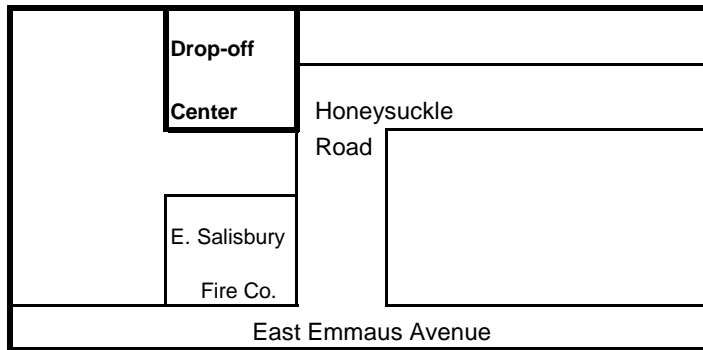 Drop-off
Center
Honeysuckle
Road
E. Salisbury
Fire Co.
East Emmaus Avenue